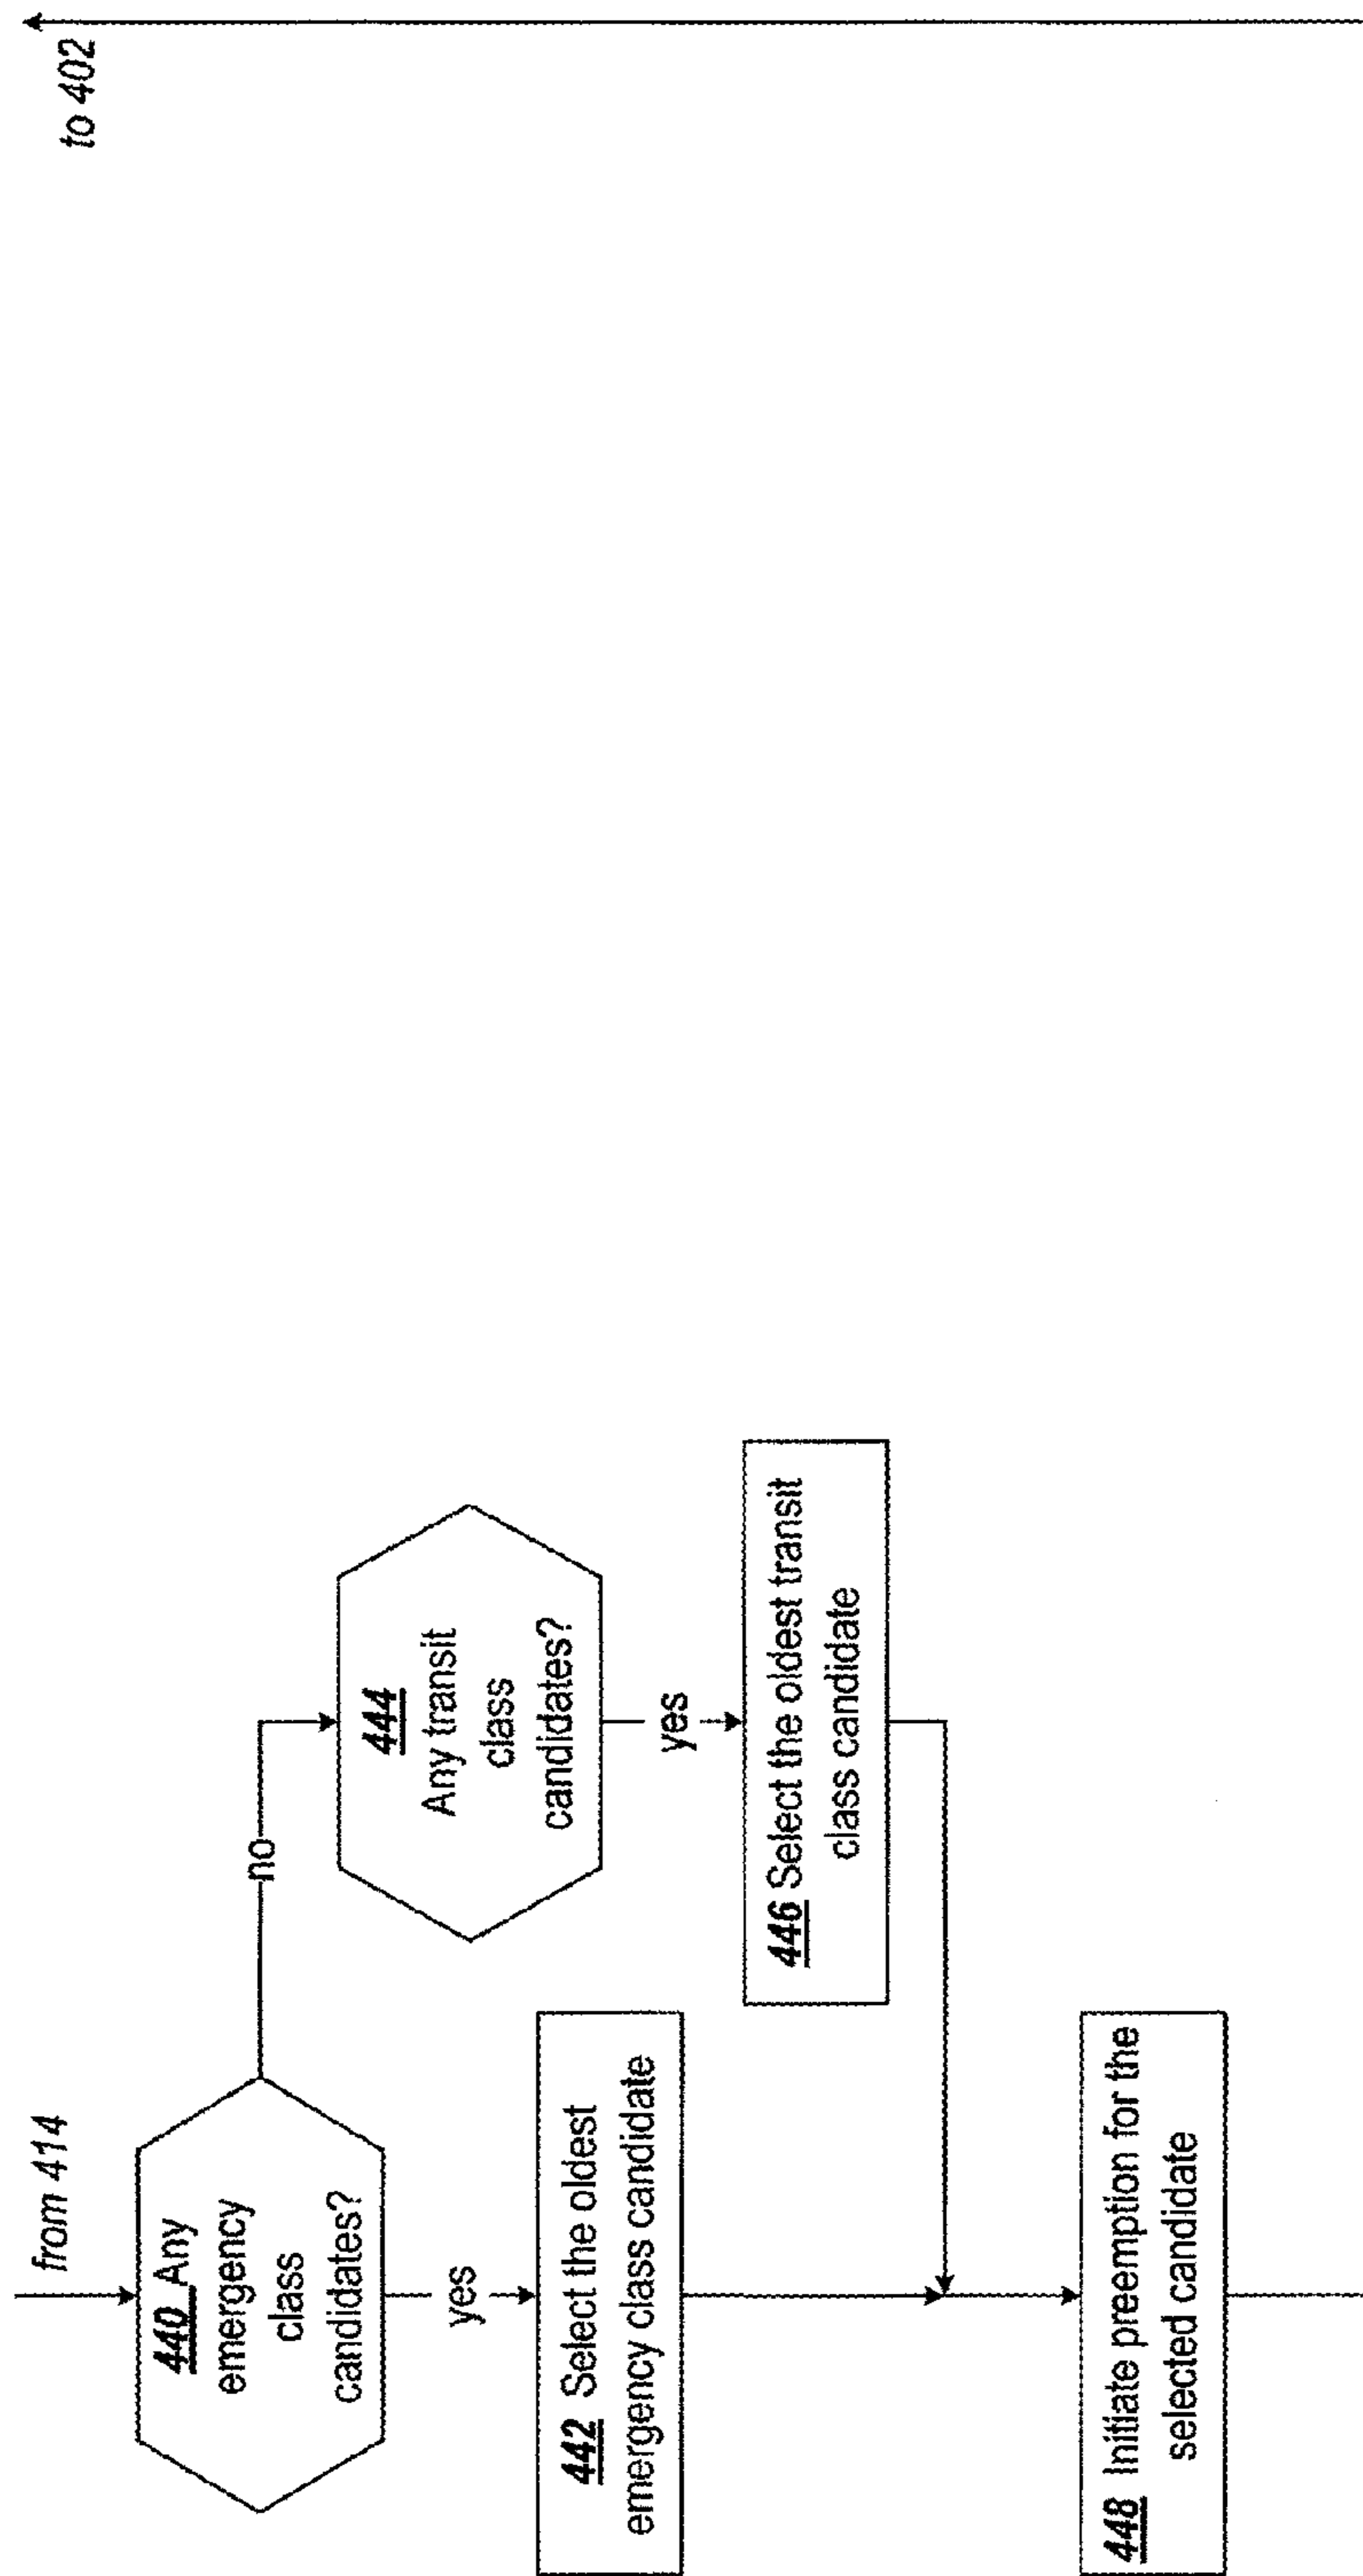 from 414
to 402
440 Any
emergency
class
candidates?
no
yes
444
Any transit
class
candidates?
yes
442 Select the oldest
emergency class candidate
446 Select the oldest transit
class candidate
448 Initiate preemption for the
selected candidate